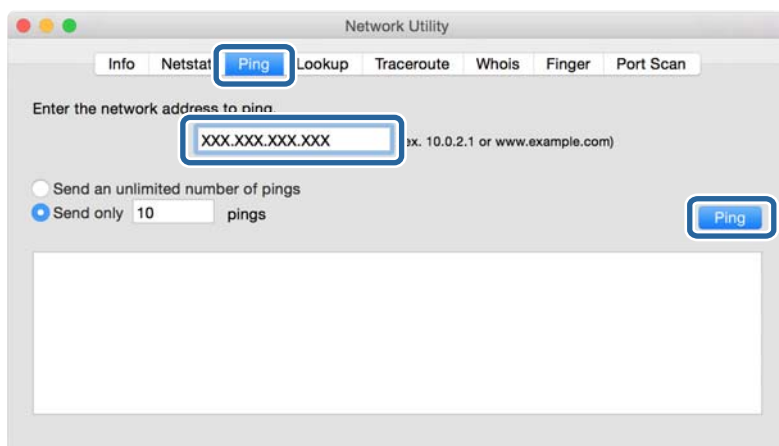 Network Utility
Info Netstat Ping Lookup Traceroute Whois Finger Port Scan
Enter the network address to ping.
XXX.XXX.XXX.XXX ex. 10.0.2.1 or www.example.com)
Send an unlimited number of pings
Send only 10 pings
Ping